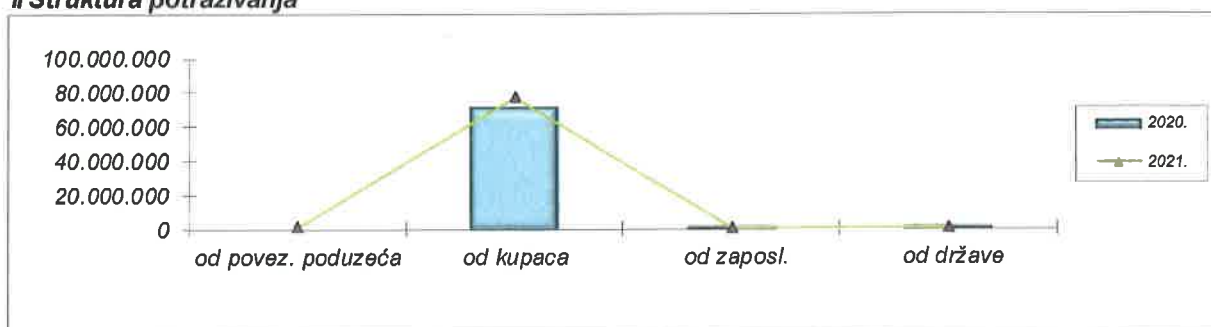 II Struktura potraživanja
100.000.000
80.000.000
60.000.000
40.000.000
20.000.000
0
od povez. poduzeća
od kupaca
od zaposl.
od države
2020.
2021.